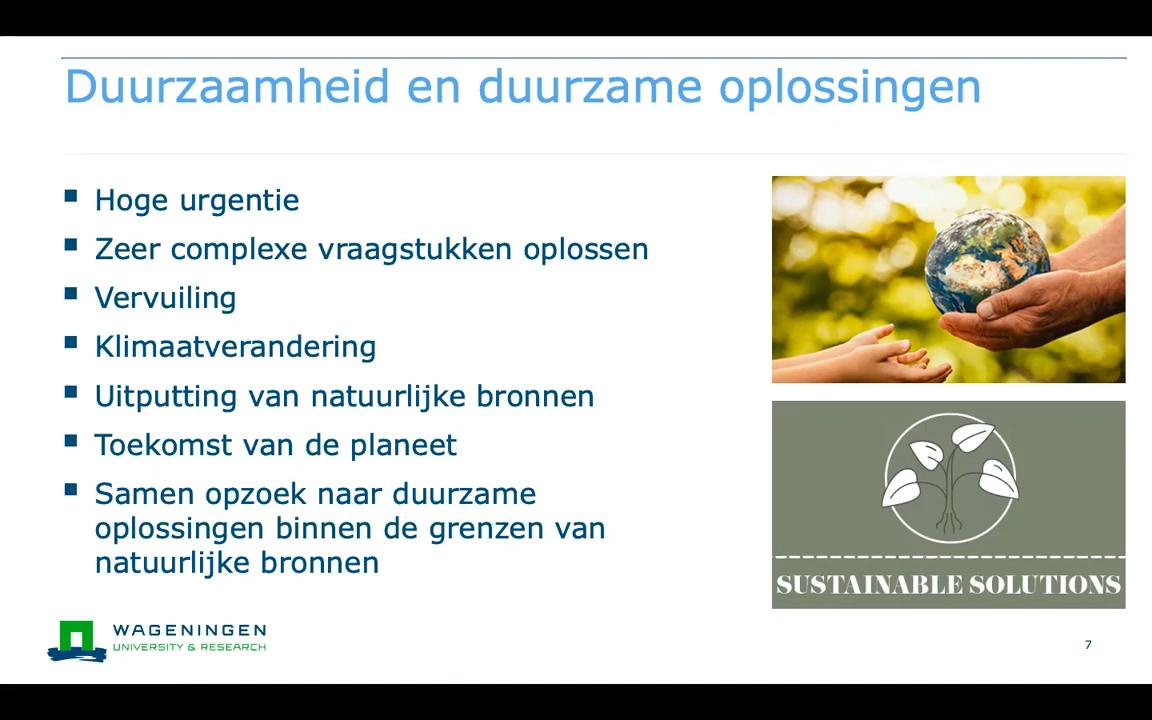 Duurzaamheid en duurzame oplossingen
Hoge urgentie
Zeer complexe vraagstukken oplossen
Vervuiling
Klimaatverandering
Uitputting van natuurlijke bronnen
Toekomst van de planeet
Samen opzoek naar duurzame
oplossingen binnen de grenzen van
natuurlijke bronnen
SUSTAINABLE SOLUTIONS
WAGENINGEN
UNIVERSITY & RESEARCH
7